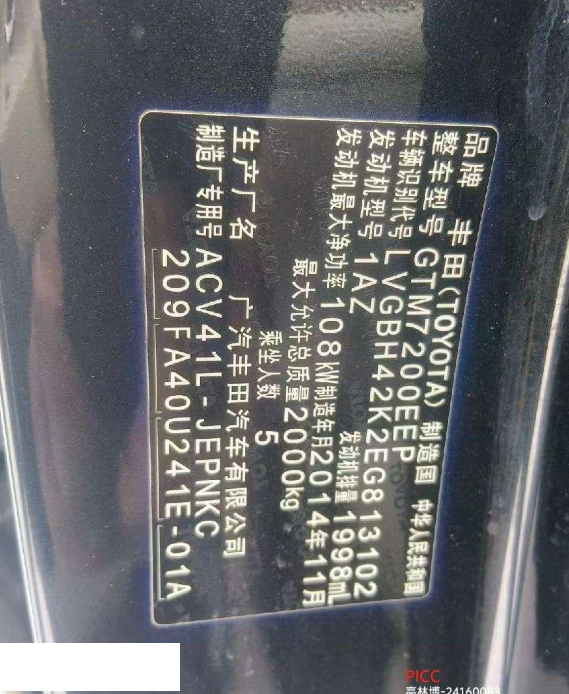 品牌 丰田(TOYOTA) 制造国 中华人民共和国
整车型号 GTM7200EEP
车辆识别代号 LVGBH42K2EG813102
发动机型号 1AZ 发动机排量 1998mL
发动机最大净功率 108kW 制造年月 2014年11月
最大允许总质量 2000kg
乘坐人数 5
生产厂名 广汽丰田汽车有限公司
制造厂专用号 ACV41L-JEPNKC
209FA40U241E-01A
PICC